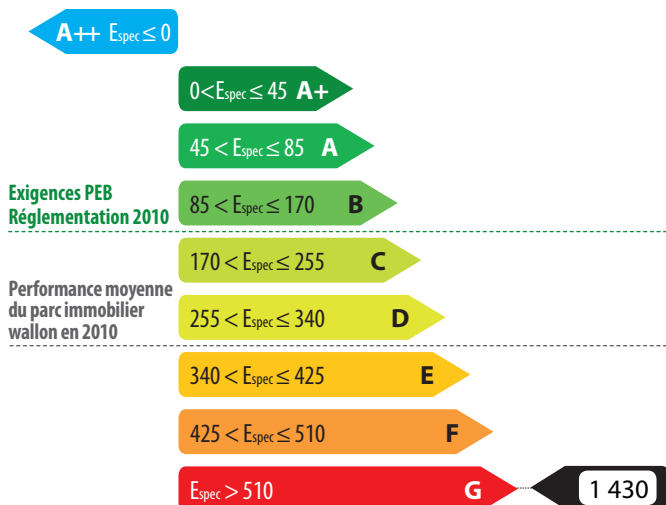 A++ Espec ≤ 0
0<Espec ≤ 45 A+
45 < Espec ≤ 85 A
Exigences PEB
Réglementation 2010
85 < Espec ≤ 170 B
170 < Espec ≤ 255 C
Performance moyenne
du parc immobilier
wallon en 2010
255 < Espec ≤ 340 D
340 < Espec ≤ 425 E
425 < Espec ≤ 510 F
Espec > 510 G
1 430